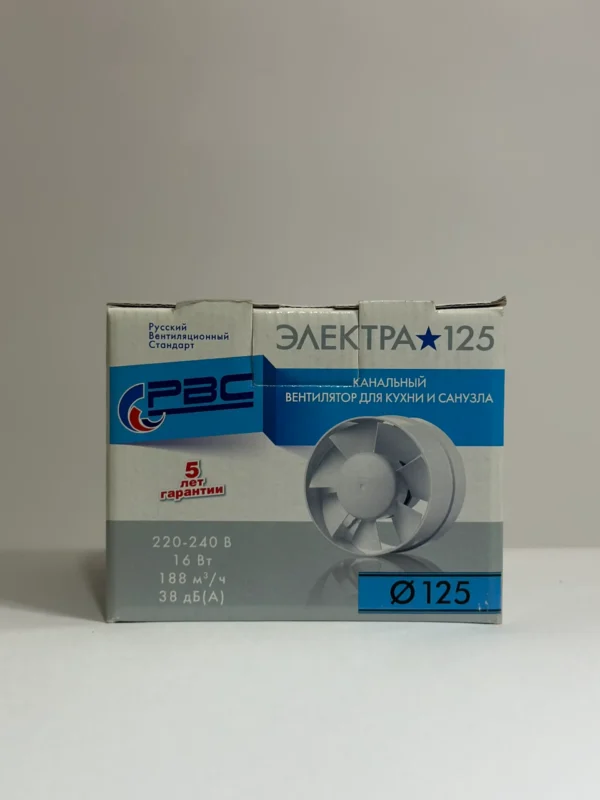 Русский
Вентиляционный
Стандарт
ЭЛЕКТРА★125
РВС
КАНАЛЬНЫЙ
ВЕНТИЛЯТОР ДЛЯ КУХНИ И САНУЗЛА
5
лет
гарантии
220-240 В
16 Вт
188 м³/ч
38 дБ(А)
Ø 125